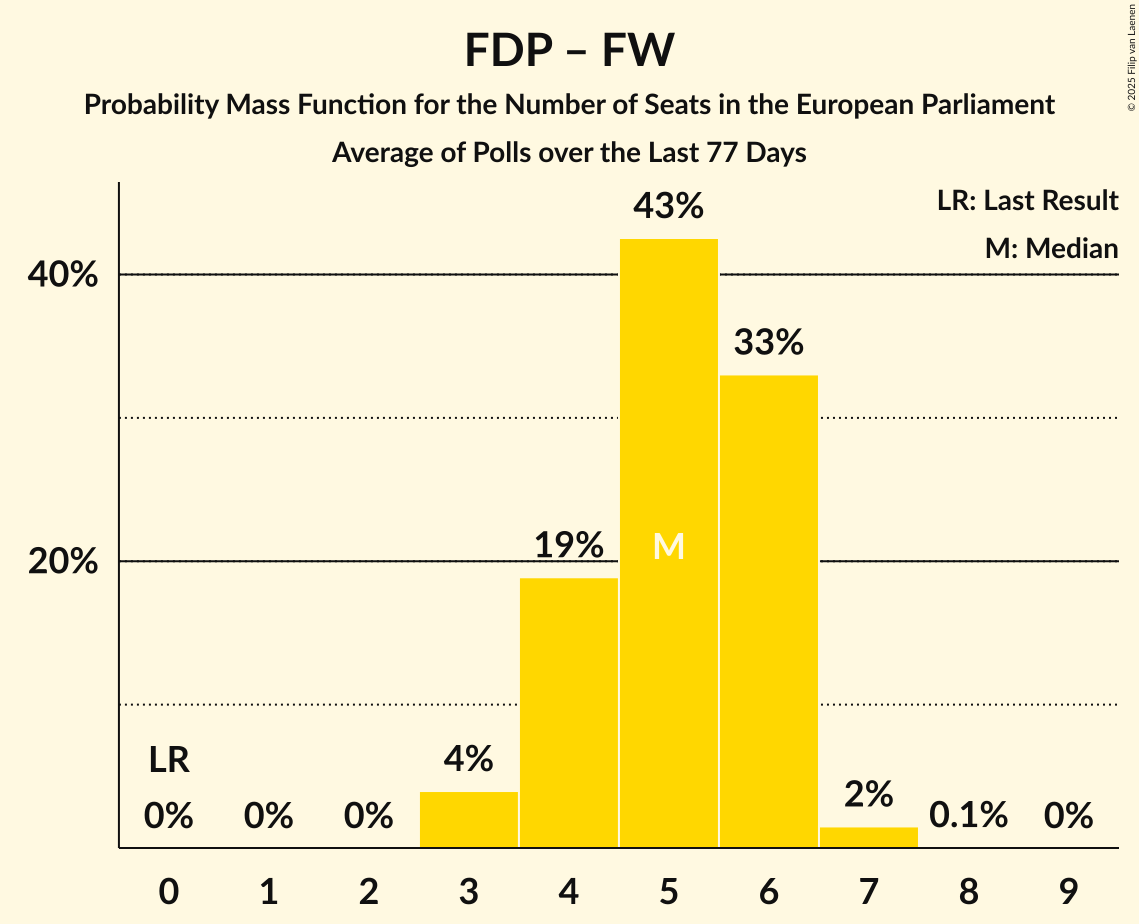 FDP – FW
Probability Mass Function for the Number of Seats in the European Parliament
Average of Polls over the Last 77 Days
© 2025 Filip van Laenen
LR: Last Result
M: Median
43%
40%
33%
19%
M
20%
LR
4%
2%
0%
0%
0%
0.1%
0%
0
1
2
3
4
5
6
7
8
9